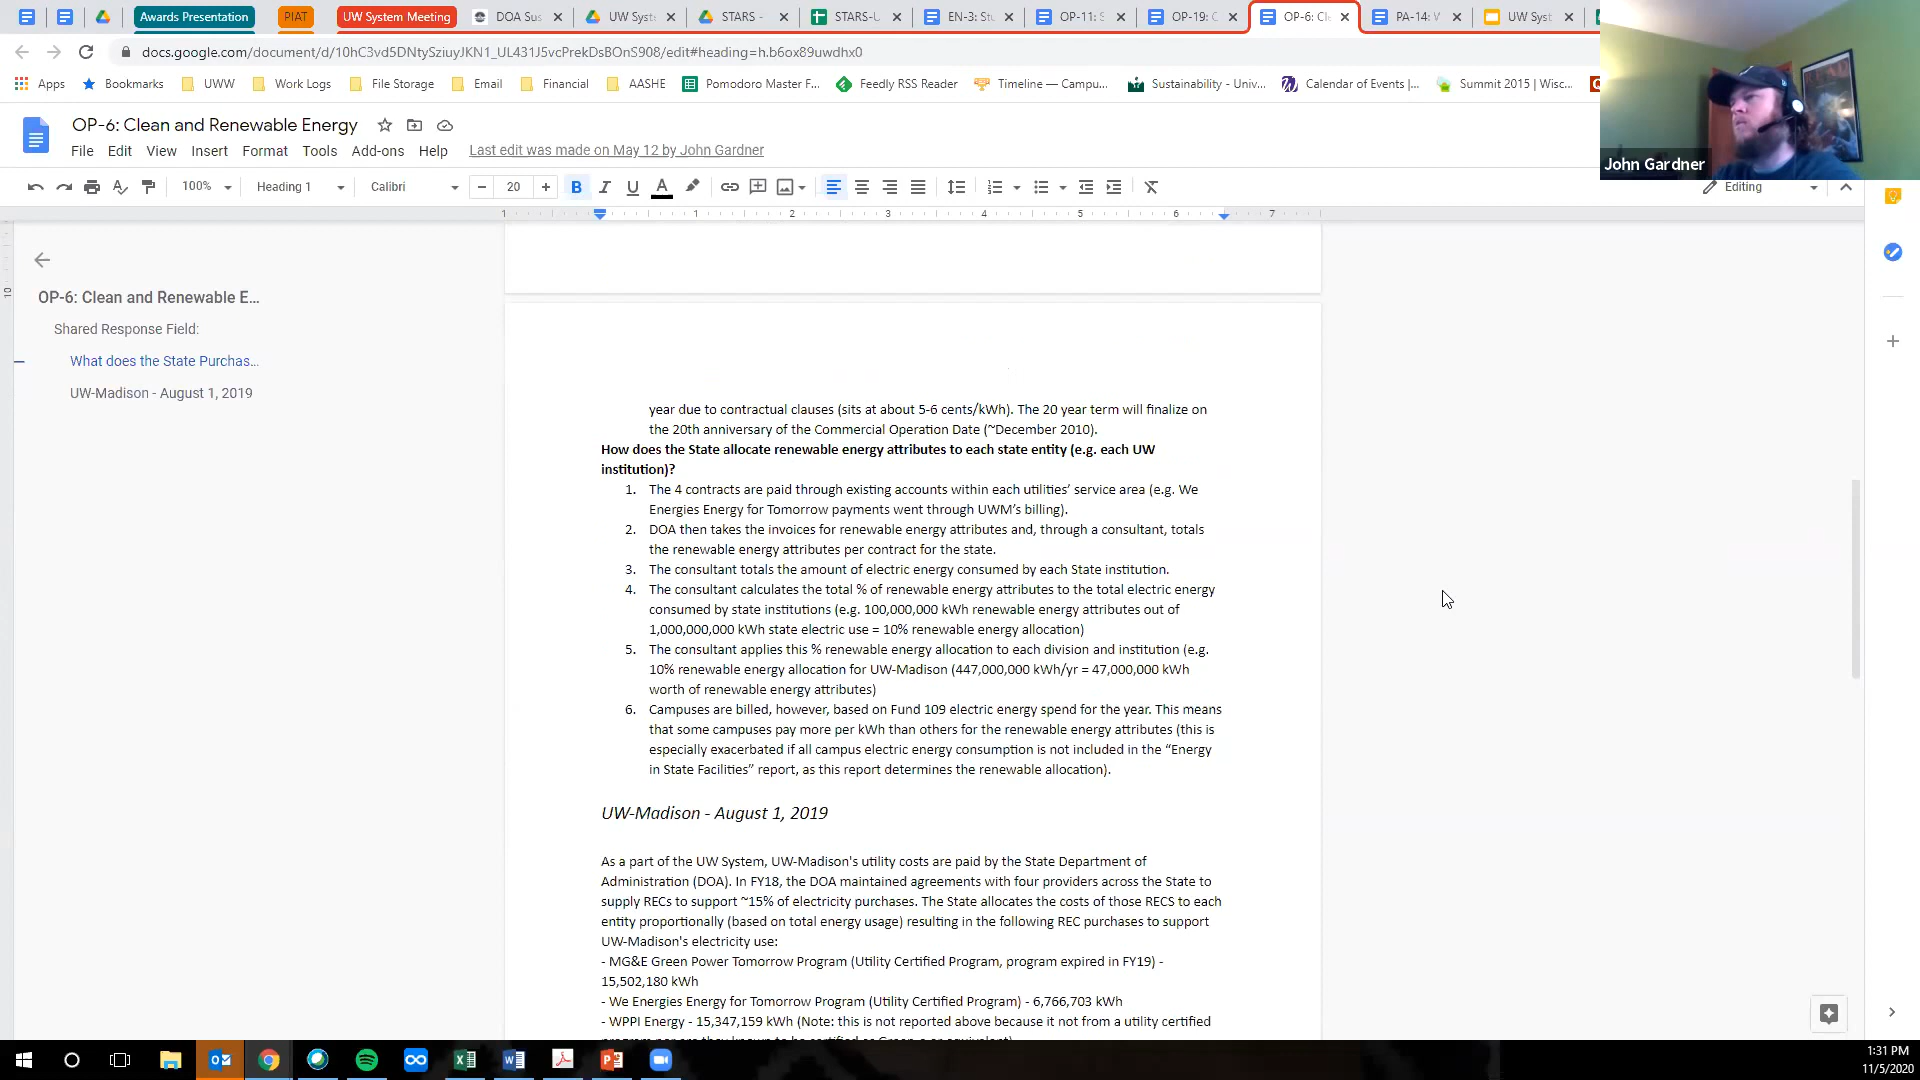 Awards Presentation
PIAT
UW System Meeting
DOA Sus
UW Syst
STARS -
STARS-U
EN-3: Stu
OP-11: S
OP-19: C
OP-6: Cle
PA-14: V
UW Syst
docs.google.com/document/d/10hC3vd5DNtySziuyJKN1_UL431J5vcPrekDsBOnS908/edit#heading=h.b6ox89uwdhx0
Apps
Bookmarks
UWW
Work Logs
File Storage
Email
Financial
AASHE
Pomodoro Master F...
Feedly RSS Reader
Timeline — Campu...
Sustainability - Univ...
Calendar of Events |...
Summit 2015 | Wisc...
John Gardner
OP-6: Clean and Renewable Energy
File Edit View Insert Format Tools Add-ons Help
Last edit was made on May 12 by John Gardner
100%
Heading 1
Calibri
20
B I U A
Editing
1 1 2 3 4 5 6 7
10
OP-6: Clean and Renewable E...
Shared Response Field:
What does the State Purchas...
UW-Madison - August 1, 2019
year due to contractual clauses (sits at about 5-6 cents/kWh). The 20 year term will finalize on
the 20th anniversary of the Commercial Operation Date (~December 2010).
How does the State allocate renewable energy attributes to each state entity (e.g. each UW
institution)?
1. The 4 contracts are paid through existing accounts within each utilities’ service area (e.g. We
Energies Energy for Tomorrow payments went through UWM’s billing).
2. DOA then takes the invoices for renewable energy attributes and, through a consultant, totals
the renewable energy attributes per contract for the state.
3. The consultant totals the amount of electric energy consumed by each State institution.
4. The consultant calculates the total % of renewable energy attributes to the total electric energy
consumed by state institutions (e.g. 100,000,000 kWh renewable energy attributes out of
1,000,000,000 kWh state electric use = 10% renewable energy allocation)
5. The consultant applies this % renewable energy allocation to each division and institution (e.g.
10% renewable energy allocation for UW-Madison (447,000,000 kWh/yr = 47,000,000 kWh
worth of renewable energy attributes)
6. Campuses are billed, however, based on Fund 109 electric energy spend for the year. This means
that some campuses pay more per kWh than others for the renewable energy attributes (this is
especially exacerbated if all campus electric energy consumption is not included in the “Energy
in State Facilities” report, as this report determines the renewable allocation).
UW-Madison - August 1, 2019
As a part of the UW System, UW-Madison's utility costs are paid by the State Department of
Administration (DOA). In FY18, the DOA maintained agreements with four providers across the State to
supply RECs to support ~15% of electricity purchases. The State allocates the costs of those RECS to each
entity proportionally (based on total energy usage) resulting in the following REC purchases to support
UW-Madison's electricity use:
- MG&E Green Power Tomorrow Program (Utility Certified Program, program expired in FY19) -
15,502,180 kWh
- We Energies Energy for Tomorrow Program (Utility Certified Program) - 6,766,703 kWh
- WPPI Energy - 15,347,159 kWh (Note: this is not reported above because it not from a utility certified
1:31 PM
11/5/2020